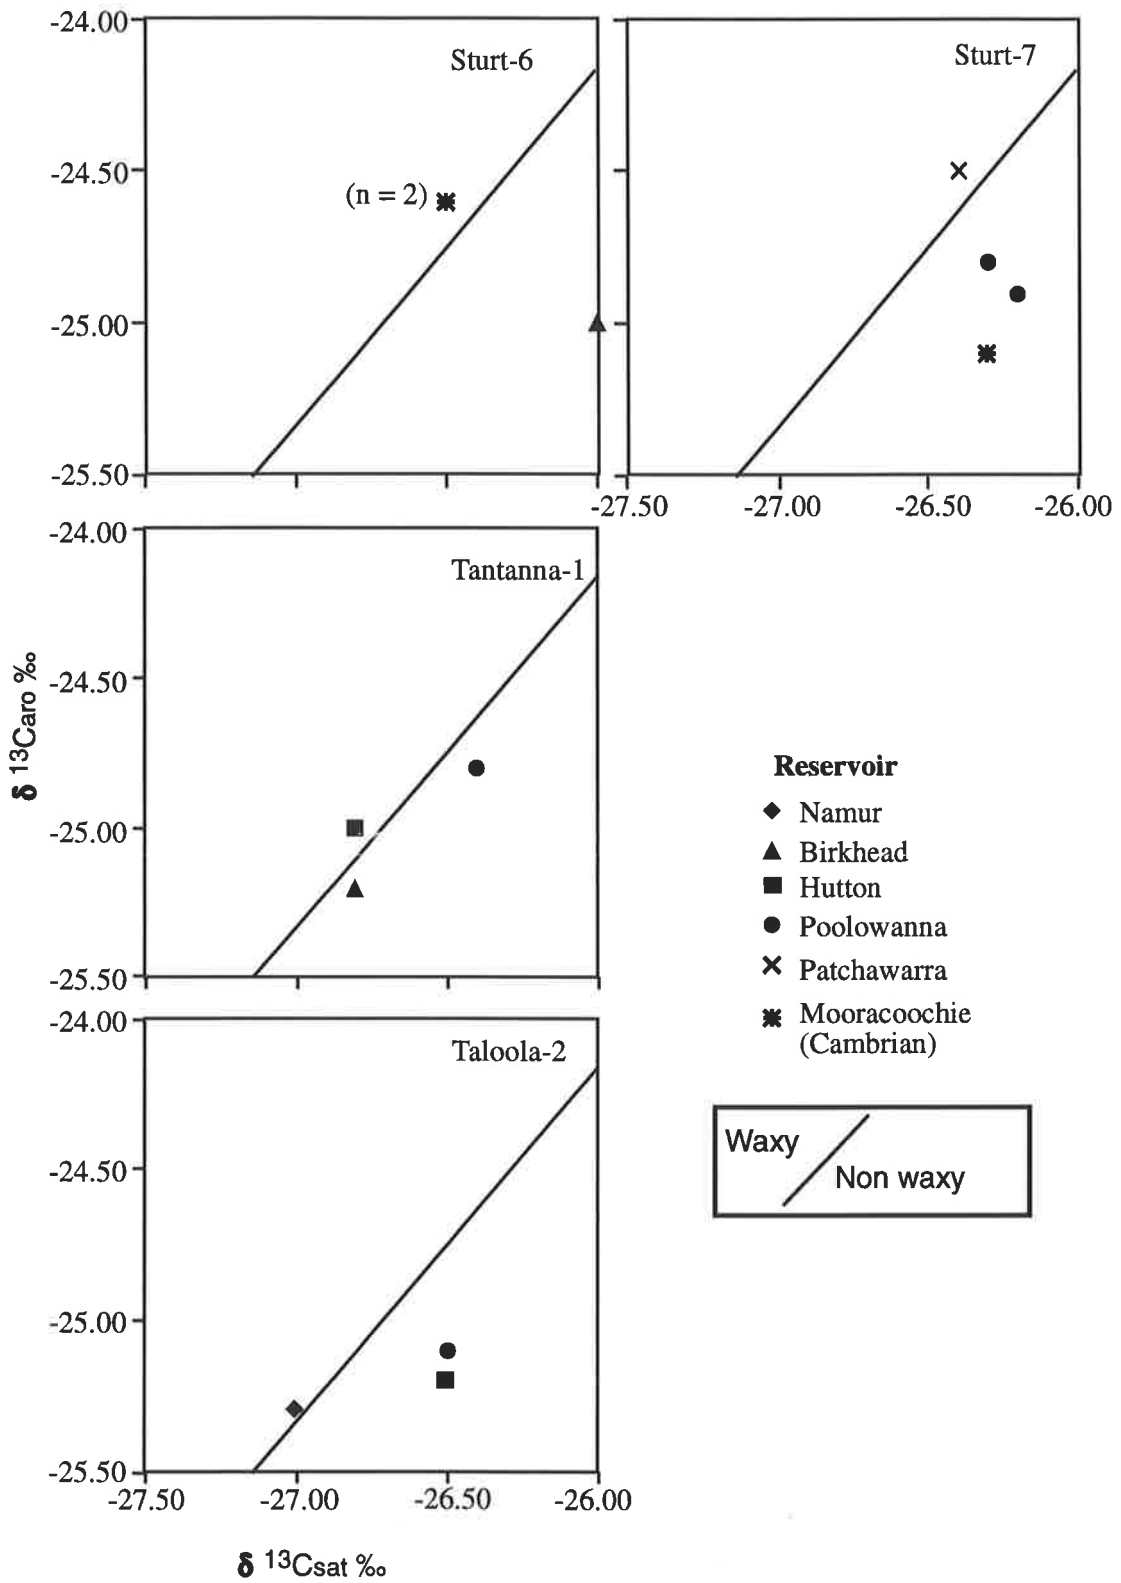 -24.00
Sturt-6
Sturt-7
-24.50
(n = 2)
-25.00
-25.50
-27.50
-27.00
-26.50
-26.00
-24.00
Tantanna-1
-24.50
-25.00
-25.50
δ 13Caro ‰
Reservoir
Namur
Birkhead
Hutton
Poolowanna
Patchawarra
Mooracoochie
(Cambrian)
Waxy
Non waxy
-24.00
Taloola-2
-24.50
-25.00
-25.50
-27.50
-27.00
-26.50
-26.00
δ 13Csat ‰